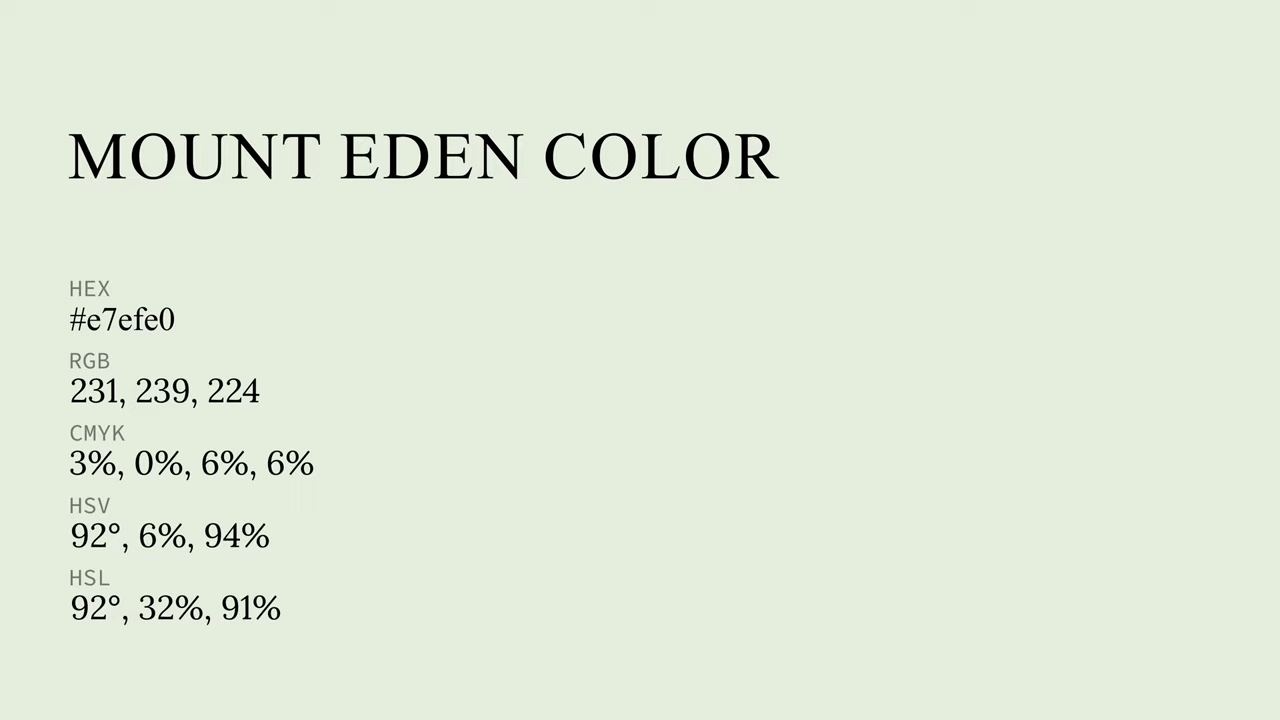 MOUNT EDEN COLOR
HEX
#e7efe0
RGB
231, 239, 224
CMYK
3%, 0%, 6%, 6%
HSV
92°, 6%, 94%
HSL
92°, 32%, 91%